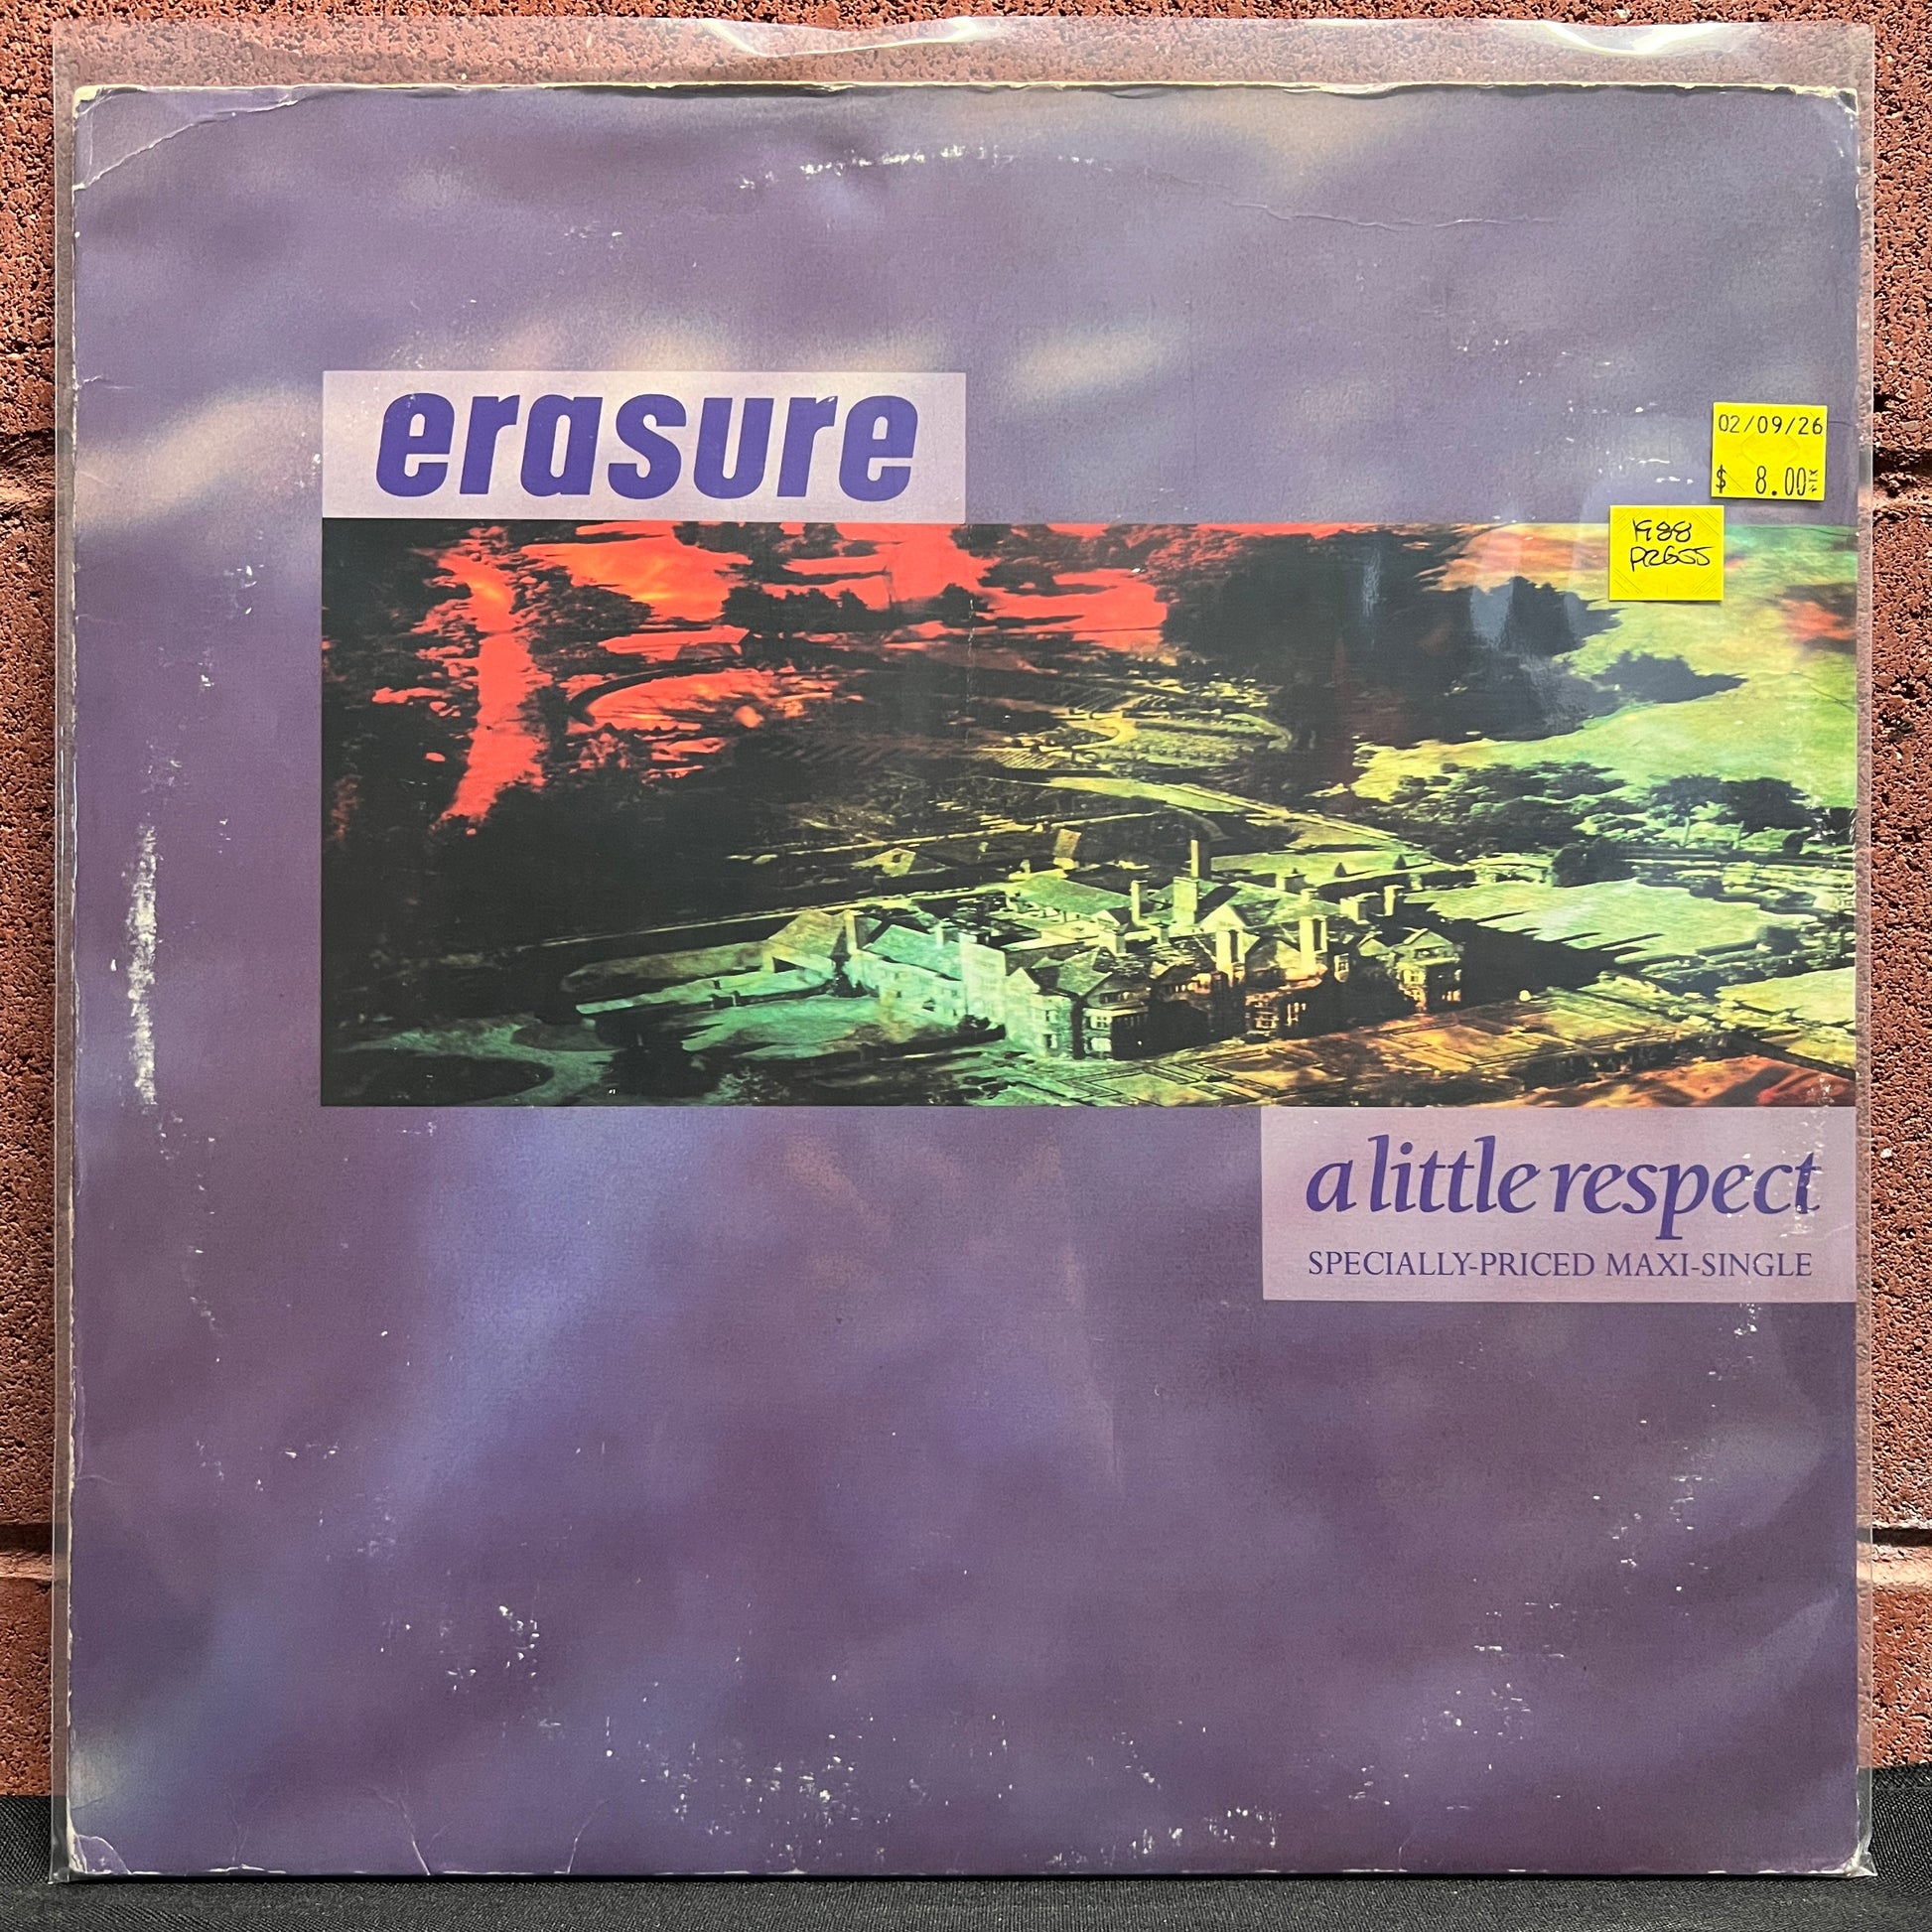 erasure
02/09/26
$ 8.00
1988
PRESS
a little respect
SPECIALLY-PRICED MAXI-SINGLE